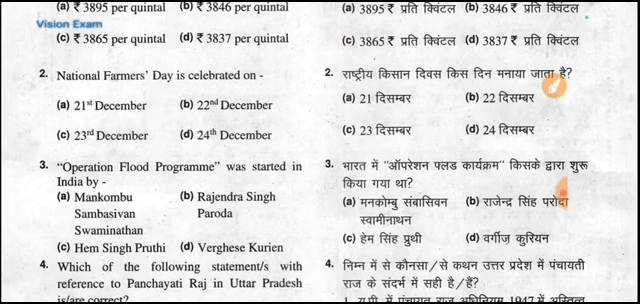 (a) ₹ 3895 per quintal (b) ₹ 3846 per quintal
Vision Exam
(c) ₹ 3865 per quintal (d) ₹ 3837 per quintal
2. National Farmers' Day is celebrated on -
(a) 21st December (b) 22nd December
(c) 23rd December (d) 24th December
3. “Operation Flood Programme” was started in
India by -
(a) Mankombu (b) Rajendra Singh
Sambasivan Paroda
Swaminathan
(c) Hem Singh Pruthi (d) Verghese Kurien
4. Which of the following statement/s with
reference to Panchayati Raj in Uttar Pradesh
is/are correct?
(a) 3895 ₹ प्रति क्विंटल (b) 3846 ₹ प्रति क्विंटल
(c) 3865 ₹ प्रति क्विंटल (d) 3837 ₹ प्रति क्विंटल
2. राष्ट्रीय किसान दिवस किस दिन मनाया जाता है?
(a) 21 दिसम्बर (b) 22 दिसम्बर
(c) 23 दिसम्बर (d) 24 दिसम्बर
3. भारत में “ऑपरेशन फ्लड कार्यक्रम” किसके द्वारा शुरू
किया गया था?
(a) मनकोम्बु संबासिवन (b) राजेन्द्र सिंह परोदा
स्वामीनाथन
(c) हेम सिंह प्रुथी (d) वर्गीज़ कुरियन
4. निम्न में से कौनसा/से कथन उत्तर प्रदेश में पंचायती
राज के संदर्भ में सही है/हैं?
1. यू.पी. में पंचायत राज अधिनियम 1947 में अस्तित्व